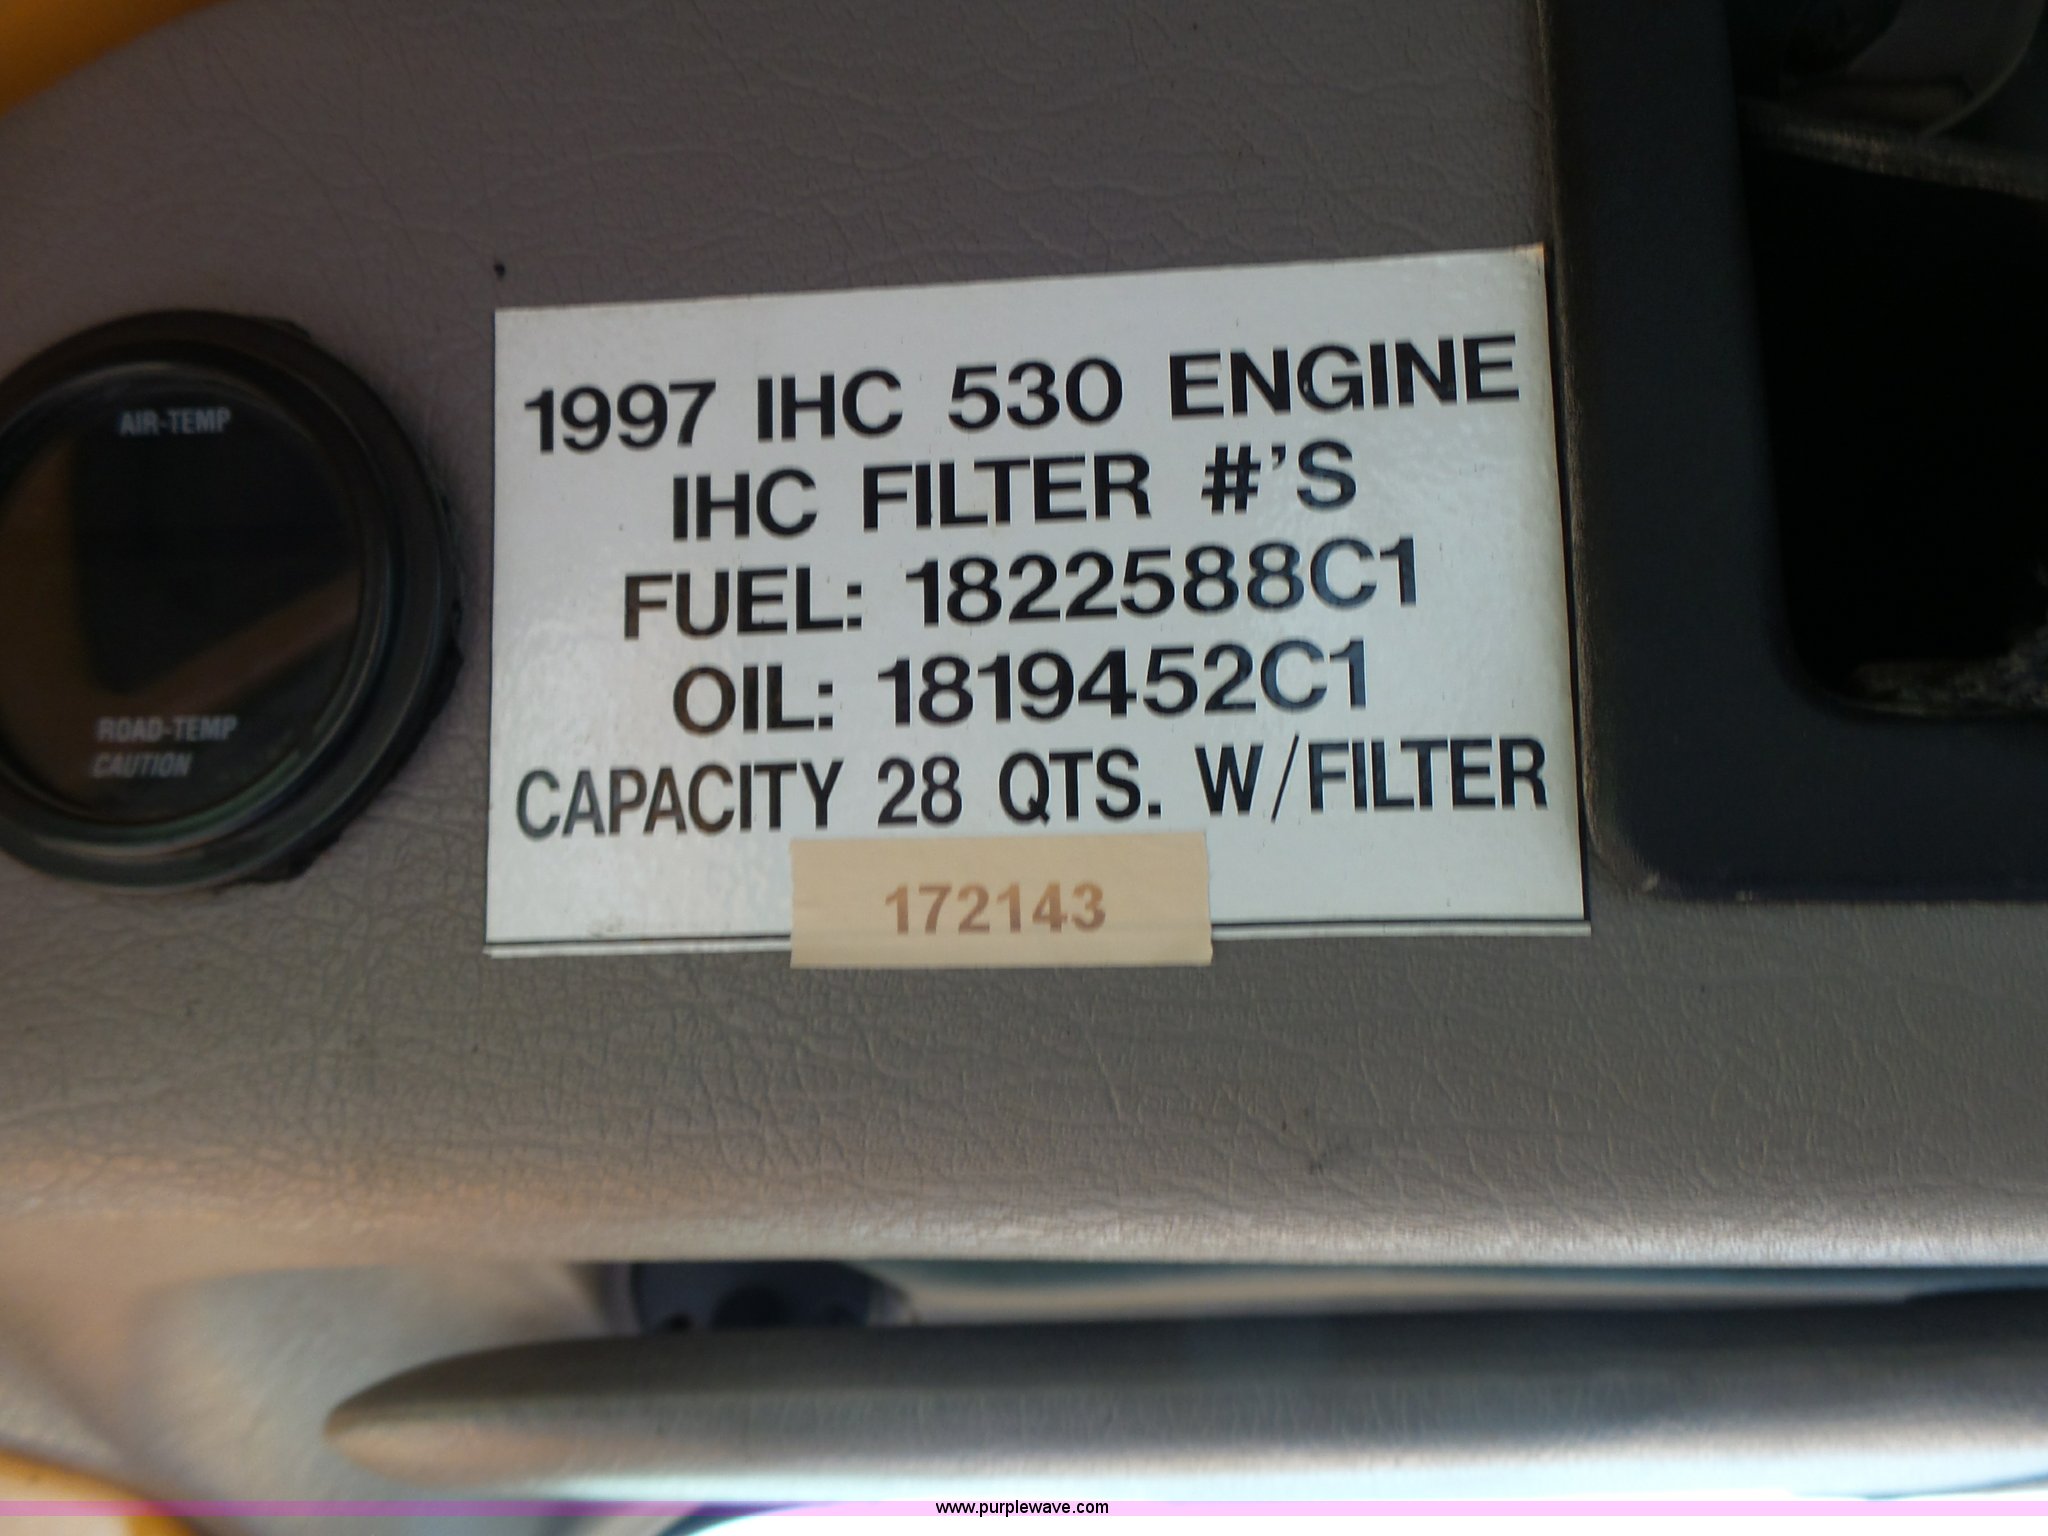 AIR-TEMP
ROAD-TEMP
CAUTION
1997 IHC 530 ENGINE
IHC FILTER #'S
FUEL: 1822588C1
OIL: 1819452C1
CAPACITY 28 QTS. W/FILTER
172143
www.purplewave.com